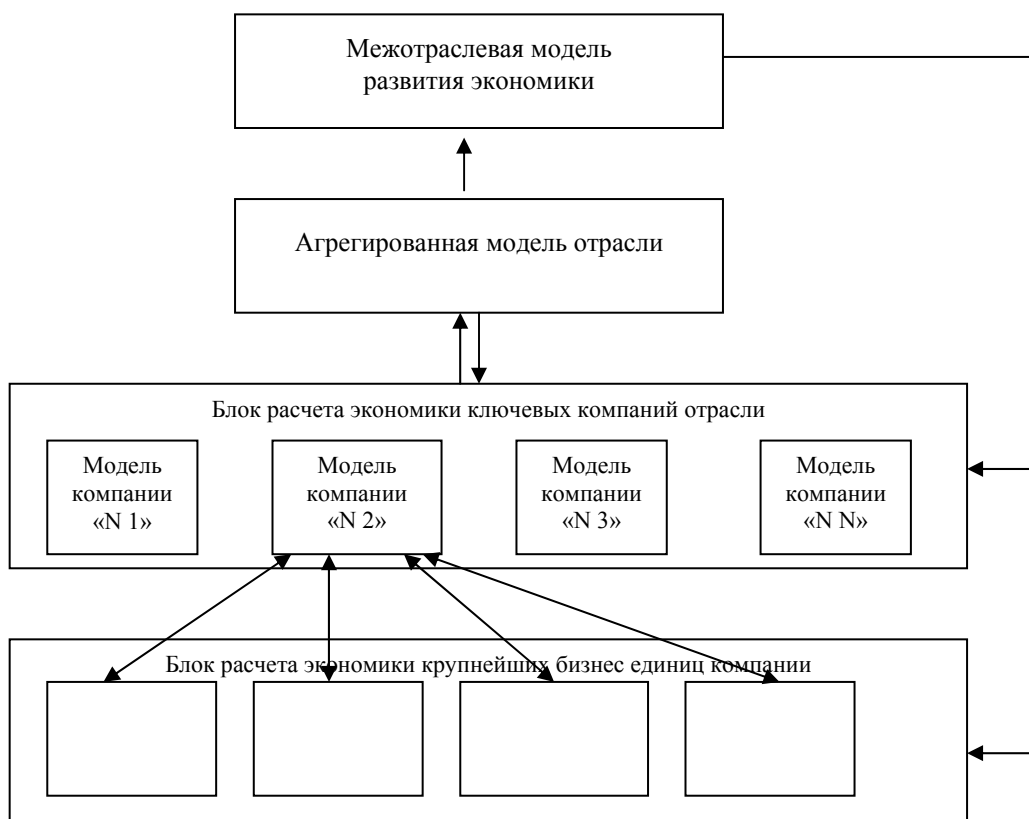 Межотраслевая модель
развития экономики
Агрегированная модель отрасли
Блок расчета экономики ключевых компаний отрасли
Модель
компании
«N 1»
Модель
компании
«N 2»
Модель
компании
«N 3»
Модель
компании
«N N»
Блок расчета экономики крупнейших бизнес единиц компании